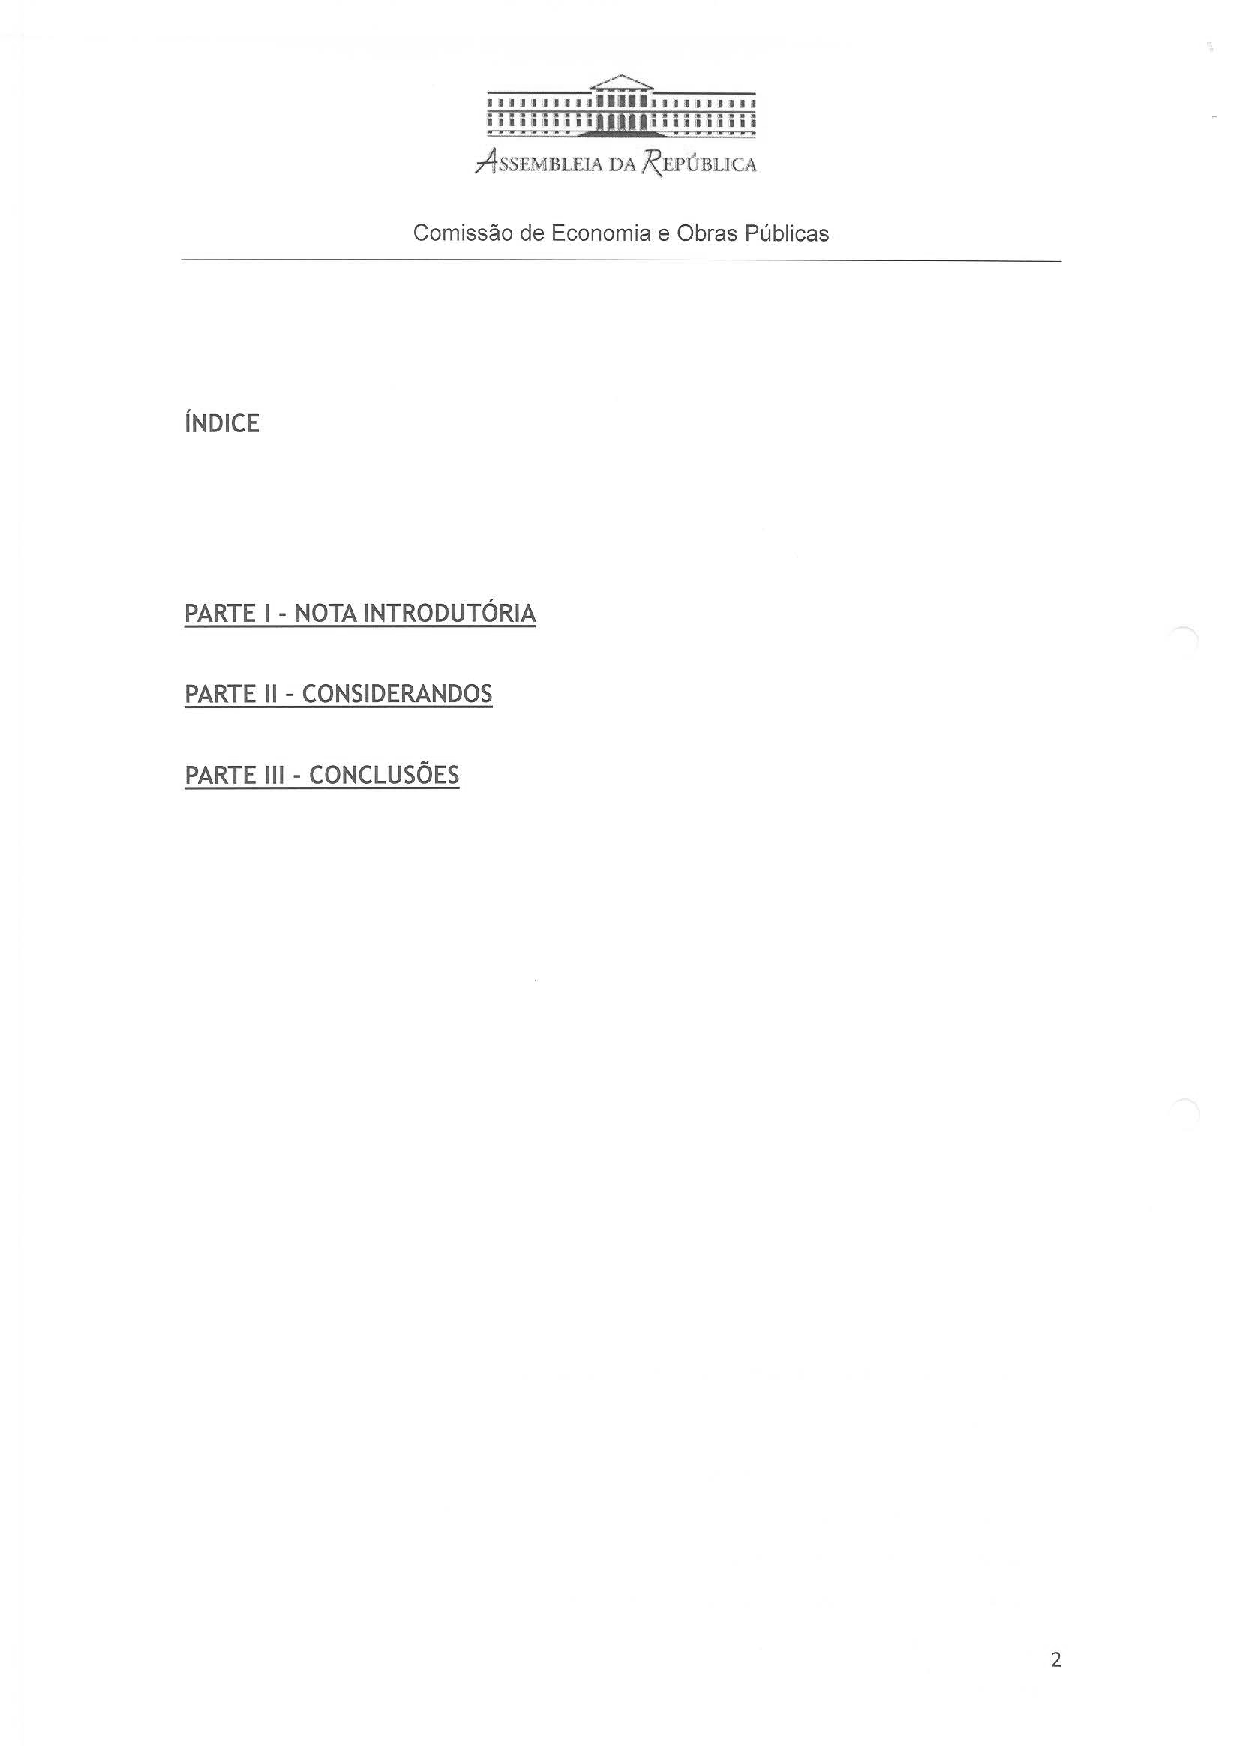 ASSEMBLEIA DA REPÚBLICA
Comissão de Economia e Obras Públicas
ÍNDICE
PARTE I - NOTA INTRODUTÓRIA
PARTE II - CONSIDERANDOS
PARTE III - CONCLUSÕES
2